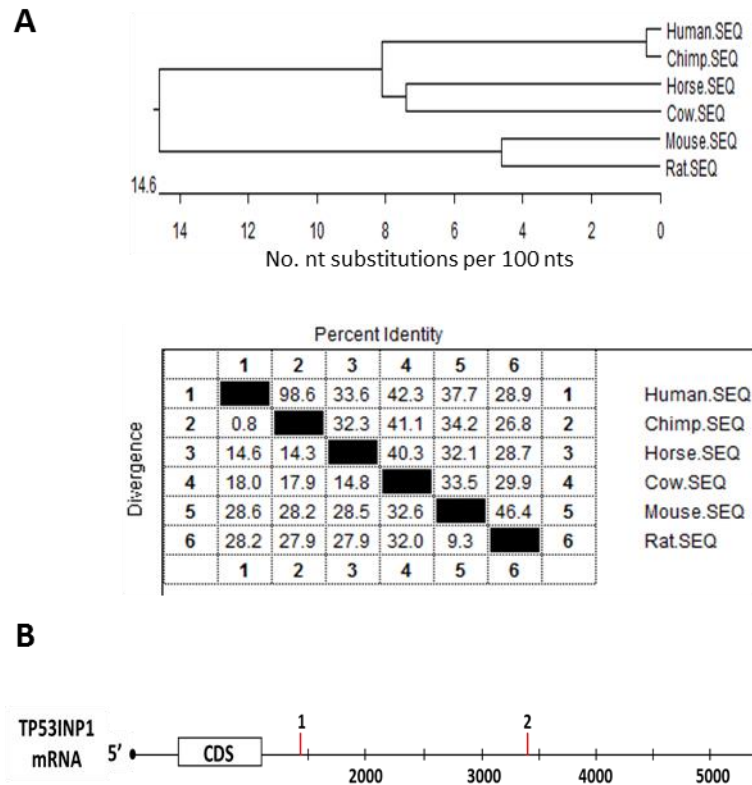 A
Human.SEQ
Chimp.SEQ
Horse.SEQ
Cow.SEQ
Mouse.SEQ
Rat.SEQ
14.6
14 12 10 8 6 4 2 0
No. nt substitutions per 100 nts
Percent Identity
Divergence
1 2 3 4 5 6
1 98.6 33.6 42.3 37.7 28.9 1 Human.SEQ
2 0.8 32.3 41.1 34.2 26.8 2 Chimp.SEQ
3 14.6 14.3 40.3 32.1 28.7 3 Horse.SEQ
4 18.0 17.9 14.8 33.5 29.9 4 Cow.SEQ
5 28.6 28.2 28.5 32.6 46.4 5 Mouse.SEQ
6 28.2 27.9 27.9 32.0 9.3 6 Rat.SEQ
1 2 3 4 5 6
B
TP53INP1
mRNA
5’
CDS
1 2
2000 3000 4000 5000